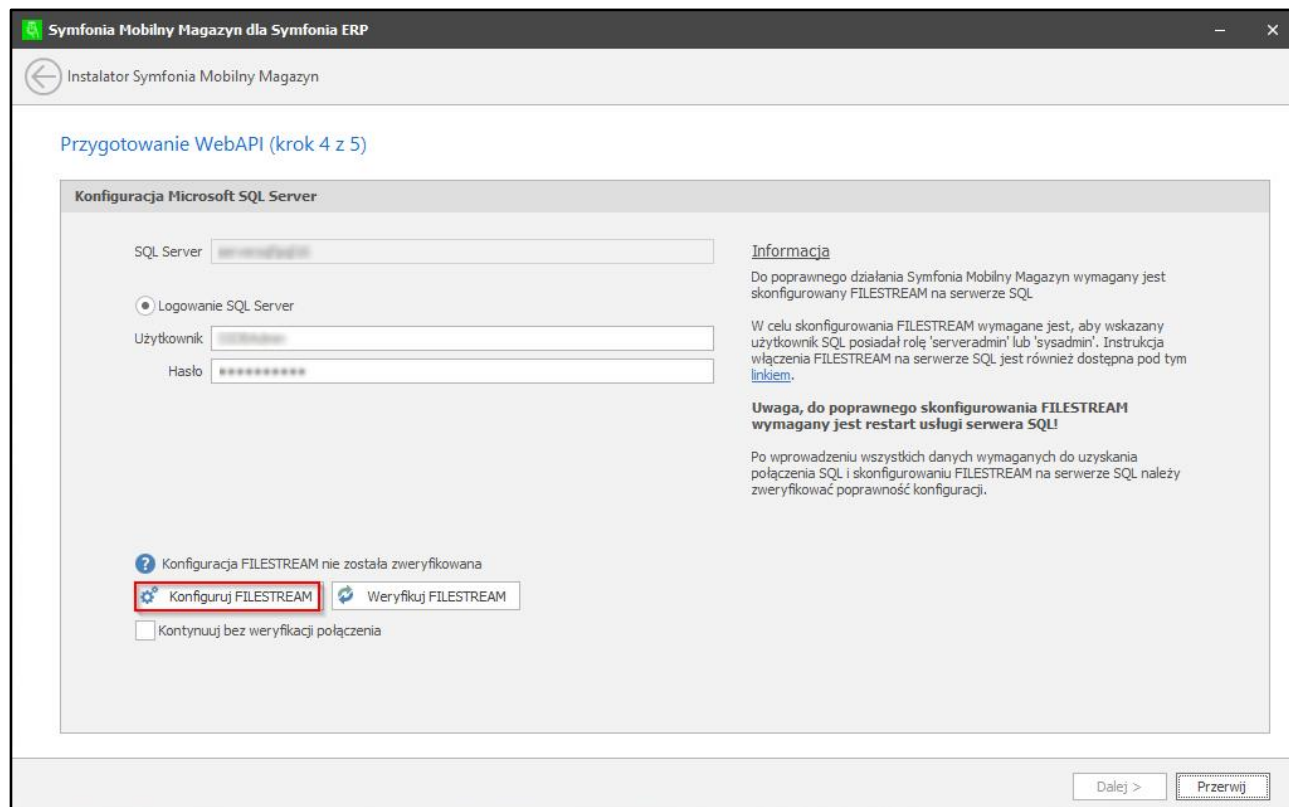 Symfonia Mobilny Magazyn dla Symfonia ERP
Instalator Symfonia Mobilny Magazyn
Przygotowanie WebAPI (krok 4 z 5)
Konfiguracja Microsoft SQL Server
SQL Server
Logowanie SQL Server
Użytkownik
Hasło **********
Informacja
Do poprawnego działania Symfonia Mobilny Magazyn wymagany jest
skonfigurowany FILESTREAM na serwerze SQL
W celu skonfigurowania FILESTREAM wymagane jest, aby wskazany
użytkownik SQL posiadał rolę 'serveradmin' lub 'sysadmin'. Instrukcja
włączenia FILESTREAM na serwerze SQL jest również dostępna pod tym
linkiem.
Uwaga, do poprawnego skonfigurowania FILESTREAM
wymagany jest restart usługi serwera SQL!
Po wprowadzeniu wszystkich danych wymaganych do uzyskania
połączenia SQL i skonfigurowaniu FILESTREAM na serwerze SQL należy
zweryfikować poprawność konfiguracji.
Konfiguracja FILESTREAM nie została zweryfikowana
Konfiguruj FILESTREAM Weryfikuj FILESTREAM
Kontynuuj bez weryfikacji połączenia
Dalej > Przerwij